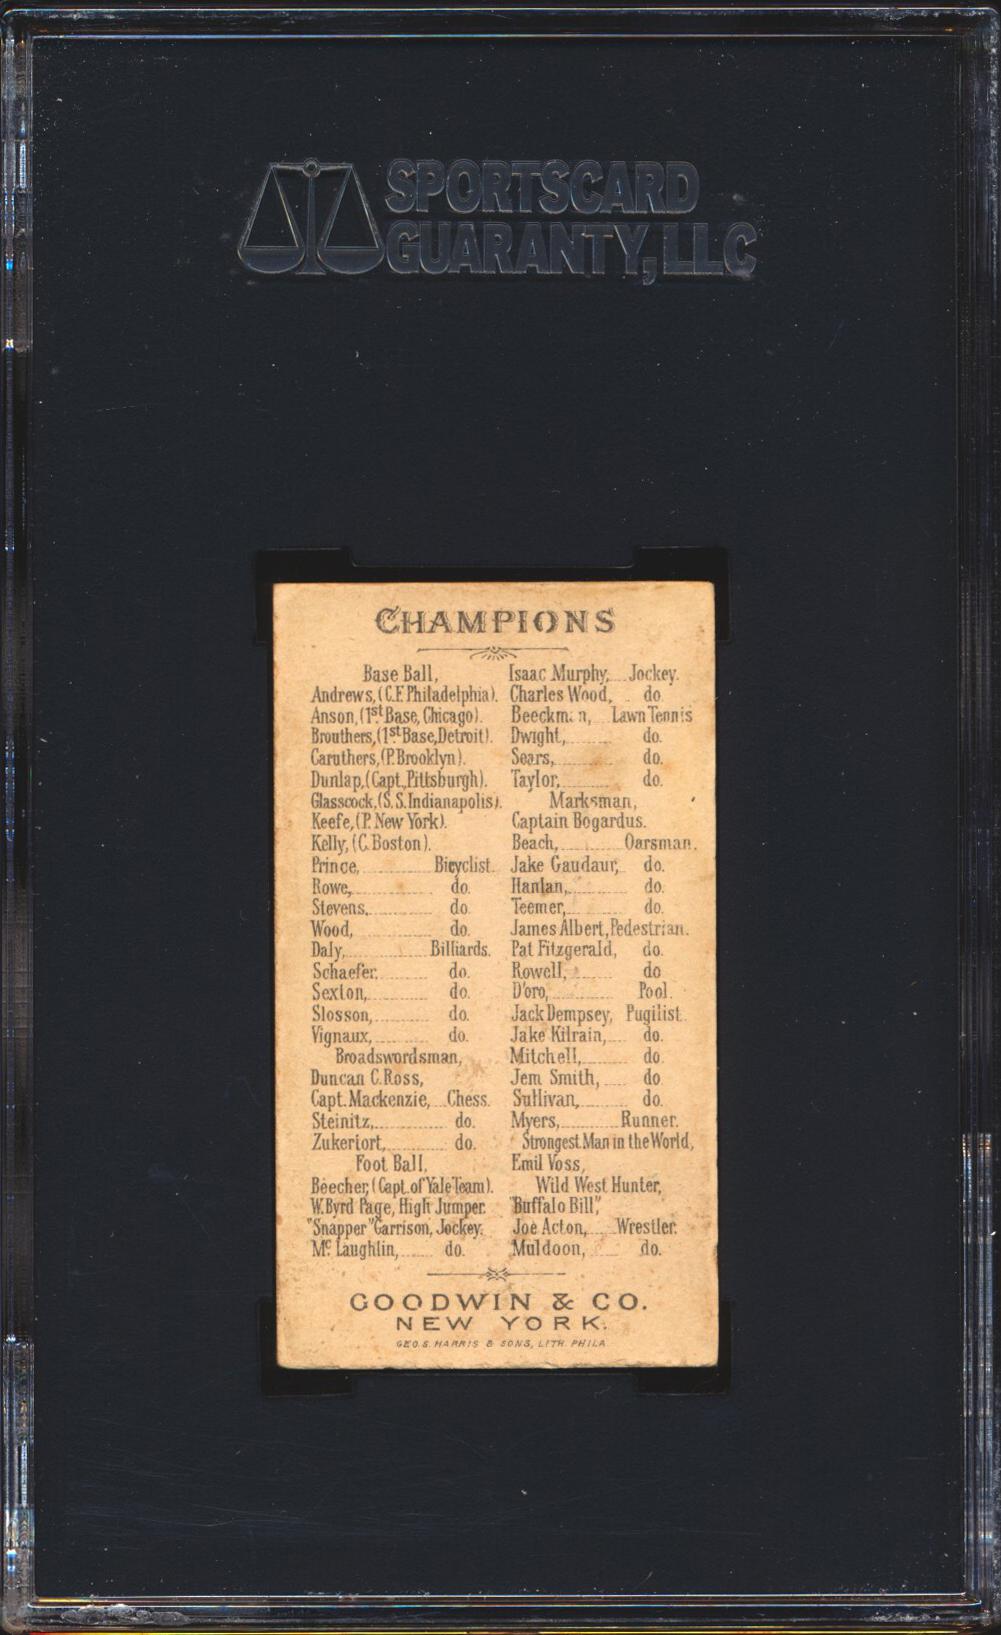 SPORTSCARD
GUARANTY, LLC
CHAMPIONS
Base Ball,
Andrews, (C.F. Philadelphia).
Anson, (1st Base, Chicago).
Brouthers, (1st Base, Detroit).
Caruthers, (P. Brooklyn).
Dunlap, (Capt. Pittsburgh).
Glasscock, (S.S. Indianapolis).
Keefe, (P. New York).
Kelly, (C. Boston).
Prince, Bicyclist.
Rowe, do.
Stevens, do.
Wood, do.
Daly, Billiards.
Schaefer. do.
Sexton, do.
Slosson, do.
Vignaux, do.
Broadswordsman,
Duncan C. Ross,
Capt. Mackenzie, Chess.
Steinitz, do.
Zukertort, do.
Foot Ball,
Beecher, (Capt. of Yale Team).
W. Byrd Page, High Jumper.
"Snapper" Garrison, Jockey.
Mc Laughlin, do.
Isaac Murphy, Jockey.
Charles Wood, do.
Beeckman, Lawn Tennis
Dwight, do.
Sears, do.
Taylor, do.
Marksman,
Captain Bogardus.
Beach, Oarsman.
Jake Gaudaur, do.
Hanlan, do.
Teemer, do.
James Albert, Pedestrian.
Pat Fitzgerald, do.
Rowell, do
D'oro, Pool.
Jack Dempsey, Pugilist.
Jake Kilrain, do.
Mitchell, do
Jem Smith, do
Sullivan, do.
Myers, Runner.
Strongest Man in the World,
Emil Voss,
Wild West Hunter,
"Buffalo Bill,"
Joe Acton, Wrestler.
Muldoon, do.
GOODWIN & CO.
NEW YORK.
GEO. S. HARRIS & SONS, LITH. PHILA.